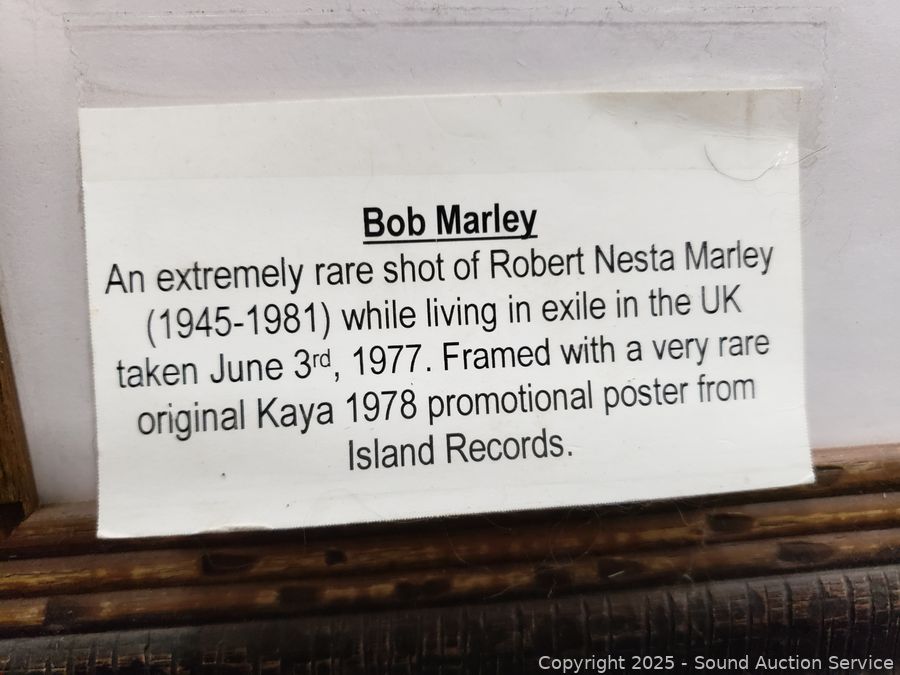 Bob Marley
An extremely rare shot of Robert Nesta Marley
(1945-1981) while living in exile in the UK
taken June 3rd, 1977. Framed with a very rare
original Kaya 1978 promotional poster from
Island Records.
Copyright 2025 - Sound Auction Service